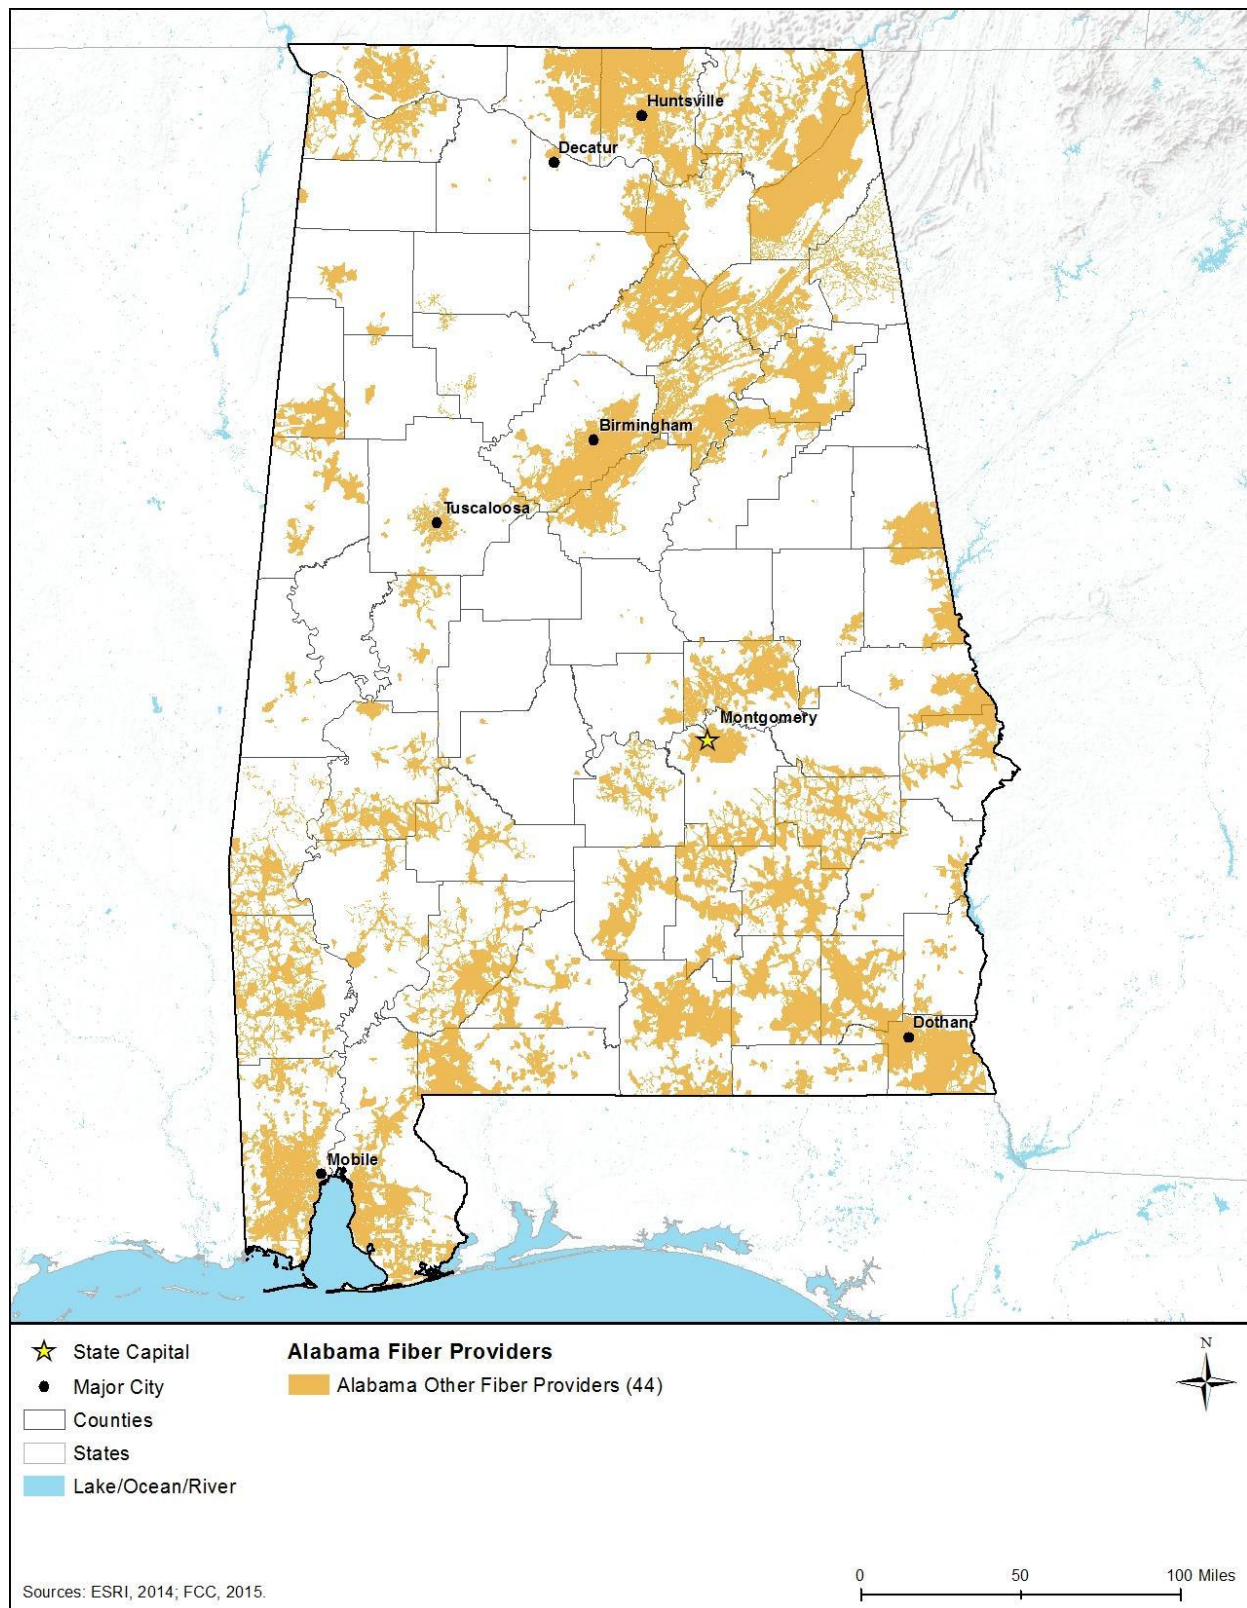 Huntsville
Decatur
Birmingham
Tuscaloosa
Montgomery
Dothan
Mobile
State Capital
Major City
Counties
States
Lake/Ocean/River
Alabama Fiber Providers
Alabama Other Fiber Providers (44)
N
0 50 100 Miles
Sources: ESRI, 2014; FCC, 2015.